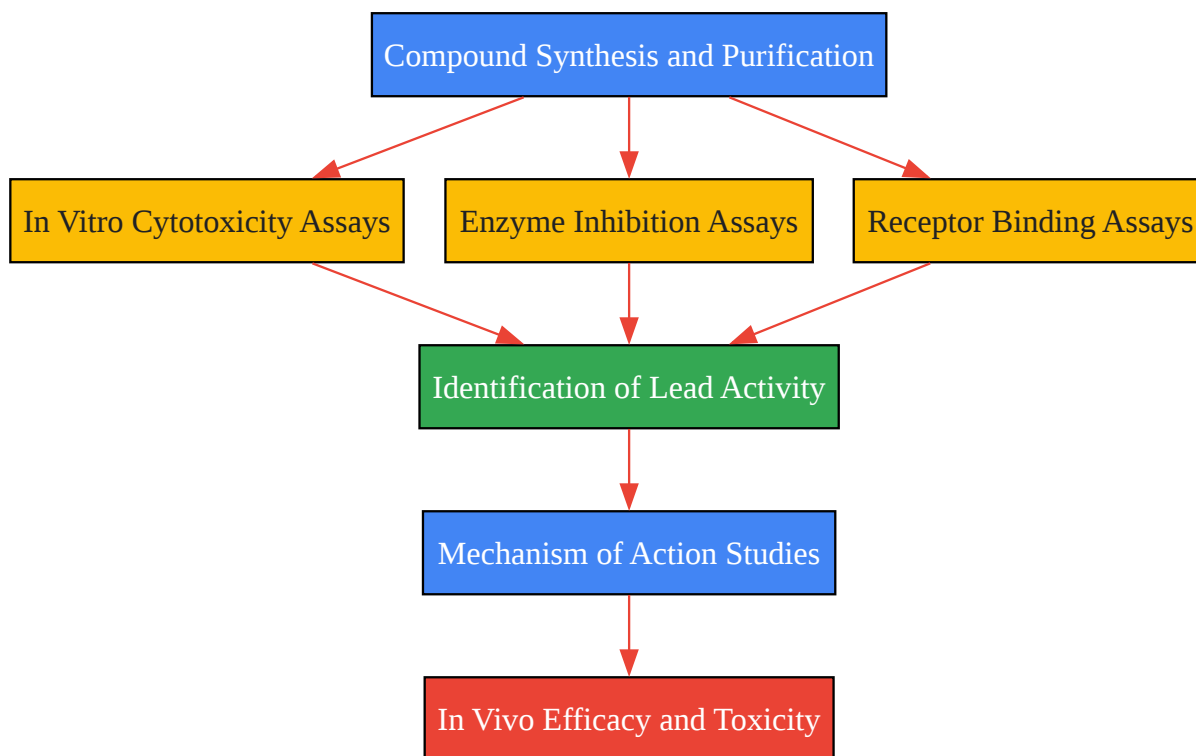 Compound Synthesis and Purification
In Vitro Cytotoxicity Assays
Enzyme Inhibition Assays
Receptor Binding Assays
Identification of Lead Activity
Mechanism of Action Studies
In Vivo Efficacy and Toxicity